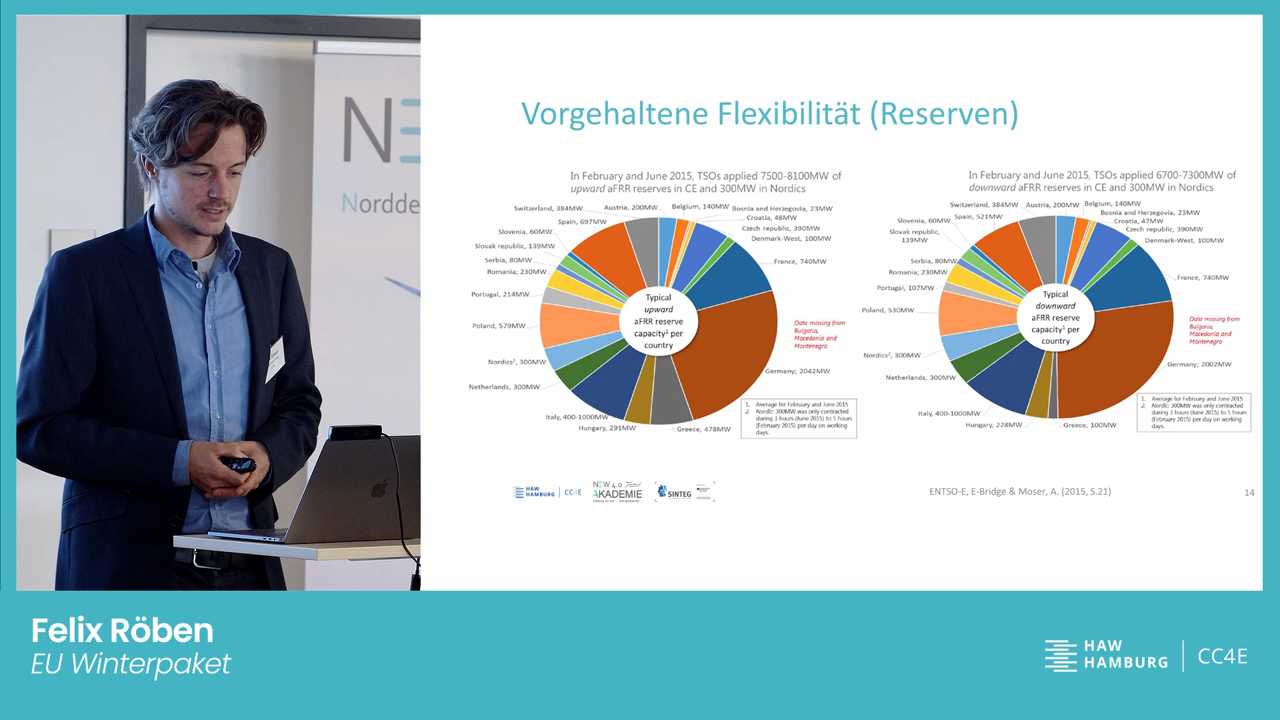 NE
Nordde
Vorgehaltene Flexibilität (Reserven)
In February and June 2015, TSOs applied 7500-8100MW of
upward aFRR reserves in CE and 300MW in Nordics
Switzerland, 384MW
Austria, 200MW
Belgium, 140MW
Bosnia and Herzegovina, 23MW
Croatia, 48MW
Czech republic, 390MW
Denmark-West, 100MW
France, 740MW
Germany; 2042MW
Greece, 478MW
Hungary, 291MW
Italy, 400-1000MW
Netherlands, 300MW
Nordics², 300MW
Poland, 579MW
Portugal, 214MW
Romania; 230MW
Serbia, 80MW
Slovak republic, 139MW
Slovenia, 60MW
Spain, 697MW
Typical
upward
aFRR reserve
capacity¹ per
country
Data missing from
Bulgaria,
Macedonia and
Montenegro
1. Average for February and June 2015
2. Nordic: 300MW was only contracted
during 3 hours (June 2015) to 5 hours
(February 2015) per day on working
days.
In February and June 2015, TSOs applied 6700-7300MW of
downward aFRR reserves in CE and 300MW in Nordics
Switzerland, 384MW
Austria, 200MW
Belgium, 140MW
Bosnia and Herzegovina, 23MW
Croatia, 47MW
Czech republic, 390MW
Denmark-West, 100MW
France, 740MW
Germany; 2002MW
Greece, 100MW
Hungary, 228MW
Italy, 400-1000MW
Netherlands, 300MW
Nordics², 300MW
Poland, 530MW
Portugal, 107MW
Romania; 230MW
Serbia, 80MW
Slovak republic,
139MW
Slovenia, 60MW
Spain, 521MW
Typical
downward
aFRR reserve
capacity¹ per
country
Data missing from
Bulgaria,
Macedonia and
Montenegro
1. Average for February and June 2015
2. Nordic: 300MW was only contracted
during 3 hours (June 2015) to 5 hours
(February 2015) per day on working
days.
HAW
HAMBURG
CC4E
NEW 4.0
AKADEMIE
SINTEG
ENTSO-E, E-Bridge & Moser, A. (2015, S.21)
14
Felix Röben
EU Winterpaket
HAW
HAMBURG
CC4E